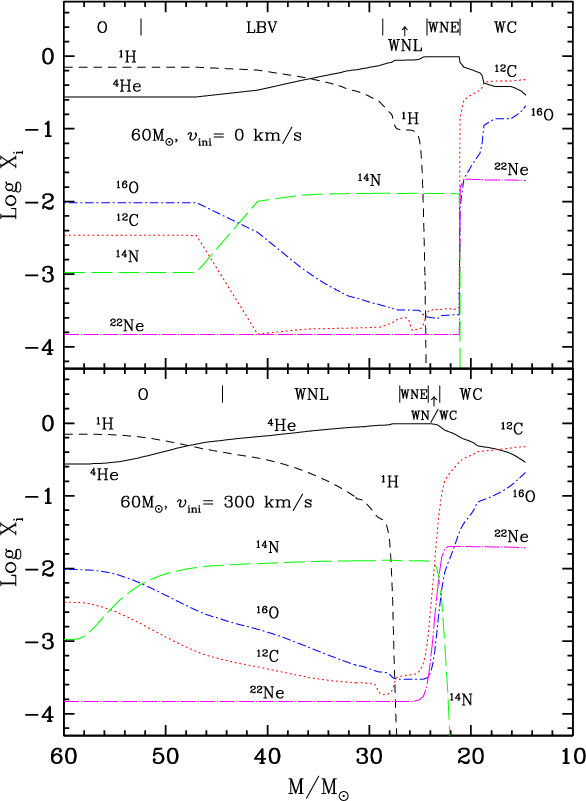 O | LBV | ↑ | WNE | WC
WNL
0
¹H
¹²C
⁴He
¹H
¹⁶O
−1
60M☉, υini= 0 km/s
²²Ne
¹⁶O
¹⁴N
Log Xi
−2
¹²C
¹⁴N
−3
²²Ne
−4
O | WNL | WNE | ↑ | WC
WN/WC
0
¹H
⁴He
¹²C
⁴He
¹H
¹⁶O
−1
60M☉, υini= 300 km/s
²²Ne
¹⁴N
Log Xi
−2
¹⁶O
−3
¹²C
²²Ne
¹⁴N
−4
60 50 40 30 20 10
M/M☉